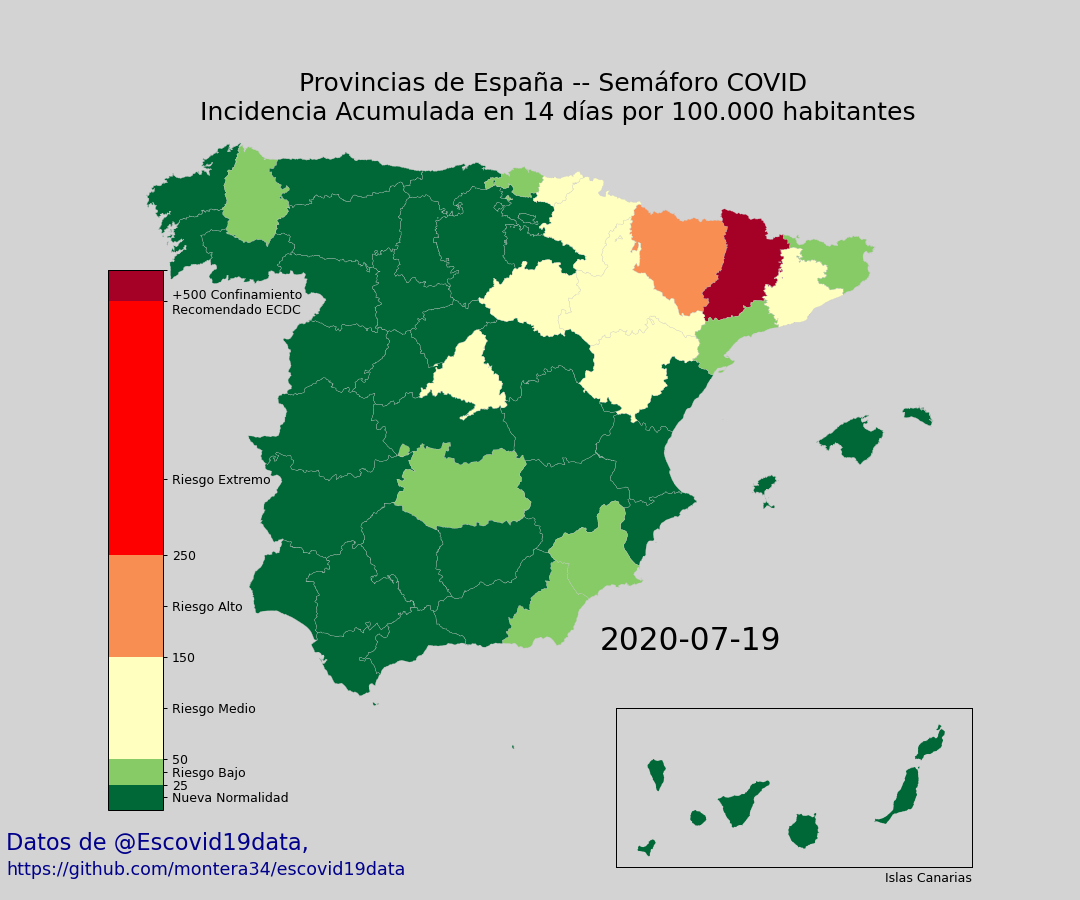 Provincias de España -- Semáforo COVID
Incidencia Acumulada en 14 días por 100.000 habitantes
+500 Confinamiento
Recomendado ECDC
Riesgo Extremo
250
Riesgo Alto
150
Riesgo Medio
50
Riesgo Bajo
25
Nueva Normalidad
2020-07-19
Islas Canarias
Datos de @Escovid19data,
https://github.com/montera34/escovid19data